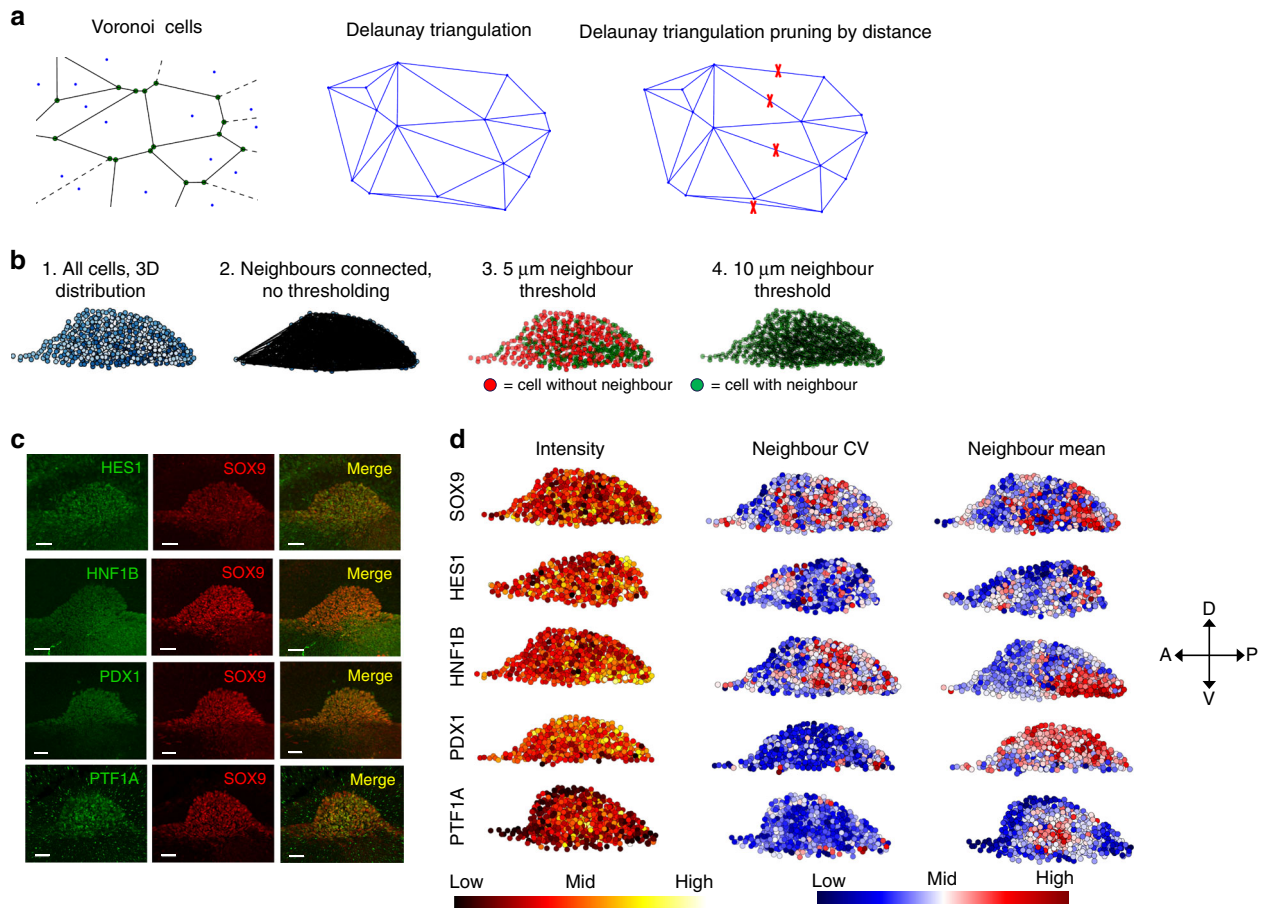 a
Voronoi cells
Delaunay triangulation
Delaunay triangulation pruning by distance
b
1. All cells, 3D
distribution
2. Neighbours connected,
no thresholding
3. 5 μm neighbour
threshold
4. 10 μm neighbour
threshold
= cell without neighbour
= cell with neighbour
c
HES1
SOX9
Merge
HNF1B
SOX9
Merge
PDX1
SOX9
Merge
PTF1A
SOX9
Merge
d
Intensity
Neighbour CV
Neighbour mean
SOX9
HES1
HNF1B
PDX1
PTF1A
Low
Mid
High
Low
Mid
High
D
A
P
V